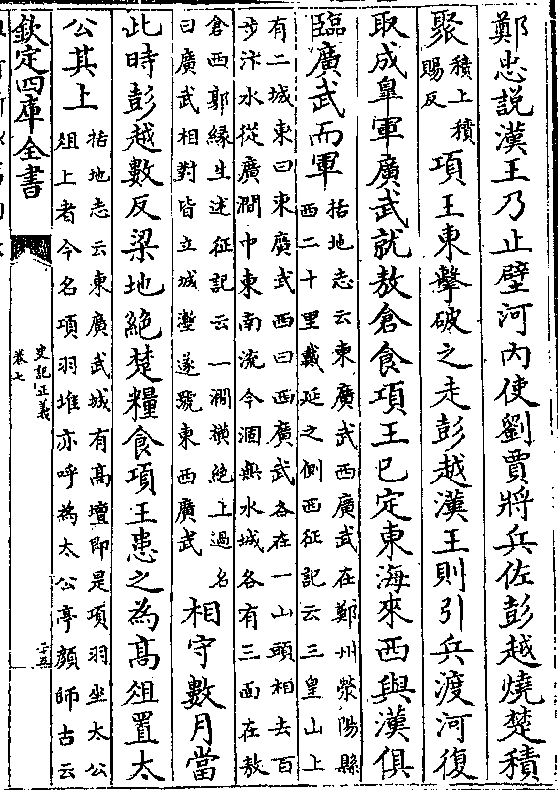 鄭忠說漢王乃止壁河內使劉賈將兵佐彭越燒楚積
聚積上積賜反項王東擊破之走彭越漢王則引兵渡河復
取成臯軍廣武就敖倉食項王已定東海來西與漢俱
臨廣武而軍括地志云東廣武西廣武在鄭州滎陽縣西二十里戴延之側西征記云三皇山上
有二城東曰東廣武西曰西廣武各在一山頭相去百步汴水從廣澗中東南流今涸無水城各有三面在敖
倉西郭緣生述征記云一澗橫絶上過名曰廣武相對皆立城塹遂號東西廣武相守數月當
此時彭越數反梁地絶楚糧食項王患之為髙俎置太
公其上括地志云東廣武城有髙壇即是項羽坐太公俎上者今名項羽堆亦呼為太公亭顔師古云
欽定四庫全書
史記正義
卷七
二十五